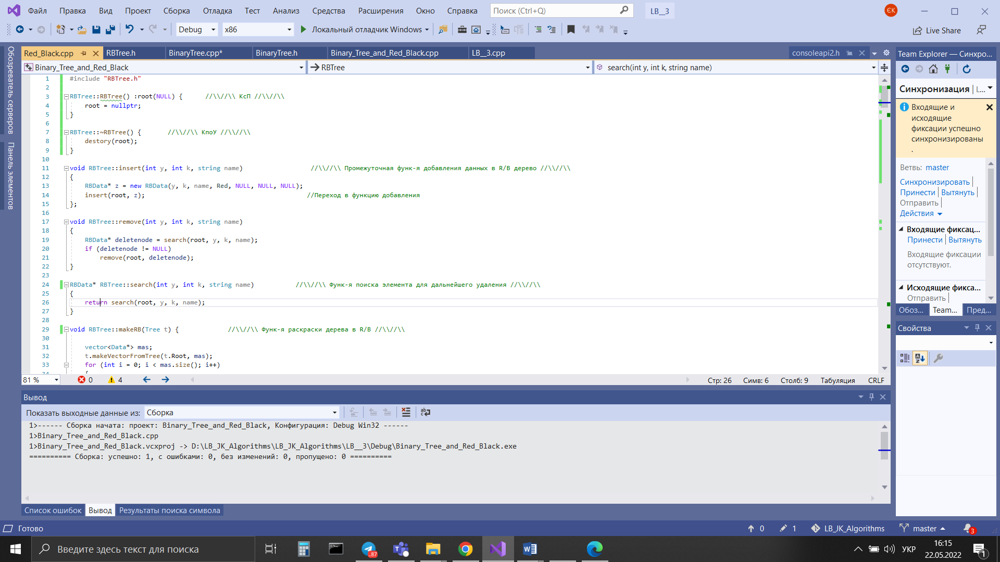 Файл Правка Вид Проект Сборка Отладка Тест Анализ Средства Расширения Окно Справка Поиск (Ctrl+Q) LB__3 ЄК
Debug x86 Локальный отладчик Windows Live Share
Обозреватель серверов
Панель элементов
Red_Black.cpp RBTree.h BinaryTree.cpp* BinaryTree.h Binary_Tree_and_Red_Black.cpp LB__3.cpp consoleapi2.h
Binary_Tree_and_Red_Black RBTree search(int y, int k, string name)
1 #include "RBTree.h"
2
3 RBTree::RBTree() :root(NULL) { //\\//\\ КсП //\\//\\
4 root = nullptr;
5 }
6
7 RBTree::~RBTree() { //\\//\\ КпоУ //\\//\\
8 destory(root);
9 }
10
11 void RBTree::insert(int y, int k, string name) //\\//\\ Промежуточная функ-я добавления данных в R/B дерево //\\//\\
12 {
13 RBData* z = new RBData(y, k, name, Red, NULL, NULL, NULL);
14 insert(root, z); //Переход в функцию добавления
15 };
16
17 void RBTree::remove(int y, int k, string name)
18 {
19 RBData* deletenode = search(root, y, k, name);
20 if (deletenode != NULL)
21 remove(root, deletenode);
22 }
23
24 RBData* RBTree::search(int y, int k, string name) //\\//\\ Функ-я поиска элемента для дальнейшего удаления //\\//\\
25 {
26 return search(root, y, k, name);
27 }
28
29 void RBTree::makeRB(Tree t) { //\\//\\ Функ-я раскраски дерева в R/B //\\//\\
30
31 vector<Data*> mas;
32 t.makeVectorFromTree(t.Root, mas);
33 for (int i = 0; i < mas.size(); i++)
34 {
81 % 0 4 Стр: 26 Симв: 6 Столб: 9 Табуляция CRLF
Вывод
Показать выходные данные из: Сборка
1>------ Сборка начата: проект: Binary_Tree_and_Red_Black, Конфигурация: Debug Win32 ------
1>Binary_Tree_and_Red_Black.cpp
1>Binary_Tree_and_Red_Black.vcxproj -> D:\LB_JK_Algorithms\LB_JK_Algorithms\LB__3\Debug\Binary_Tree_and_Red_Black.exe
========== Сборка: успешно: 1, с ошибками: 0, без изменений: 0, пропущено: 0 ==========
Список ошибок Вывод Результаты поиска символа
Team Explorer — Синхро...
Синхронизация | L...
Входящие и
исходящие
фиксации успешно
синхронизированы
.
Ветвь: master
Синхронизировать
Принести Вытянуть
Отправить
Действия
Входящие фиксац...
Принести Вытянуть
Входящие фиксации
отсутствуют.
Исходящие фикса...
Отправить
Обоз... Team... Пред...
Свойства
Готово 0 1 LB_JK_Algorithms master 3
Введите здесь текст для поиска ..87 УКР 16:15
22.05.2022 1